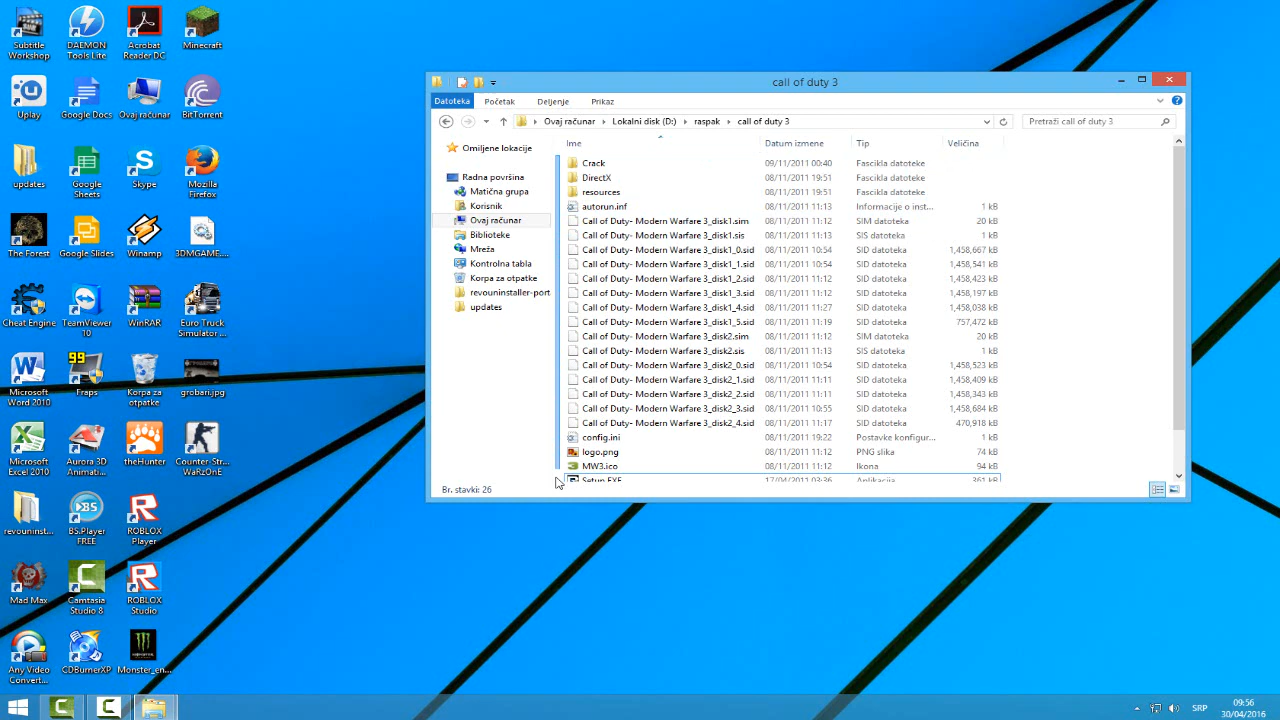 Subtitle Workshop
DAEMON Tools Lite
Acrobat Reader DC
Minecraft
Uplay
Google Docs
Ovaj računar
BitTorrent
updates
Google Sheets
Skype
Mozilla Firefox
The Forest
Google Slides
Winamp
3DMGAME....
Cheat Engine
TeamViewer 10
WinRAR
Euro Truck Simulator ...
Microsoft Word 2010
99
Fraps
Korpa za otpatke
grobari.jpg
Microsoft Excel 2010
Aurora 3D Animati...
theHunter
Counter-Str... WaRzOnE
revouninst...
BS.Player FREE
ROBLOX Player
Mad Max
Camtasia Studio 8
ROBLOX Studio
Any Video Convert...
CDBurnerXP
Monster_en...
call of duty 3
Datoteka Početak Deljenje Prikaz
Ovaj računar Lokalni disk (D:) raspak call of duty 3
Pretraži call of duty 3
Omiljene lokacije
Radna površina
Matična grupa
Korisnik
Ovaj računar
Biblioteke
Mreža
Kontrolna tabla
Korpa za otpatke
revouninstaller-port
updates
Ime Datum izmene Tip Veličina
Crack 09/11/2011 00:40 Fascikla datoteke
DirectX 08/11/2011 19:51 Fascikla datoteke
resources 08/11/2011 19:51 Fascikla datoteke
autorun.inf 08/11/2011 11:12 Informacije o inst... 1 kB
Call of Duty- Modern Warfare 3_disk1.sim 08/11/2011 11:12 SIM datoteka 20 kB
Call of Duty- Modern Warfare 3_disk1.sis 08/11/2011 11:13 SIS datoteka 1 kB
Call of Duty- Modern Warfare 3_disk1_0.sid 08/11/2011 10:54 SID datoteka 1,458,667 kB
Call of Duty- Modern Warfare 3_disk1_1.sid 08/11/2011 10:54 SID datoteka 1,458,541 kB
Call of Duty- Modern Warfare 3_disk1_2.sid 08/11/2011 11:12 SID datoteka 1,458,423 kB
Call of Duty- Modern Warfare 3_disk1_3.sid 08/11/2011 11:12 SID datoteka 1,458,197 kB
Call of Duty- Modern Warfare 3_disk1_4.sid 08/11/2011 11:27 SID datoteka 1,458,038 kB
Call of Duty- Modern Warfare 3_disk1_5.sid 08/11/2011 11:19 SID datoteka 757,472 kB
Call of Duty- Modern Warfare 3_disk2.sim 08/11/2011 11:12 SIM datoteka 20 kB
Call of Duty- Modern Warfare 3_disk2.sis 08/11/2011 11:13 SIS datoteka 1 kB
Call of Duty- Modern Warfare 3_disk2_0.sid 08/11/2011 10:54 SID datoteka 1,458,523 kB
Call of Duty- Modern Warfare 3_disk2_1.sid 08/11/2011 11:11 SID datoteka 1,458,409 kB
Call of Duty- Modern Warfare 3_disk2_2.sid 08/11/2011 11:12 SID datoteka 1,458,343 kB
Call of Duty- Modern Warfare 3_disk2_3.sid 08/11/2011 10:55 SID datoteka 1,458,684 kB
Call of Duty- Modern Warfare 3_disk2_4.sid 08/11/2011 11:17 SID datoteka 470,918 kB
config.ini 08/11/2011 19:22 Postavke konfigur... 1 kB
logo.png 08/11/2011 11:12 PNG slika 74 kB
MW3.ico 08/11/2011 11:12 Ikona 94 kB
Setup.EXE 17/04/2011 03:36 Aplikacija 361 kB
Br. stavki: 26
SRP
09:56
30/04/2016